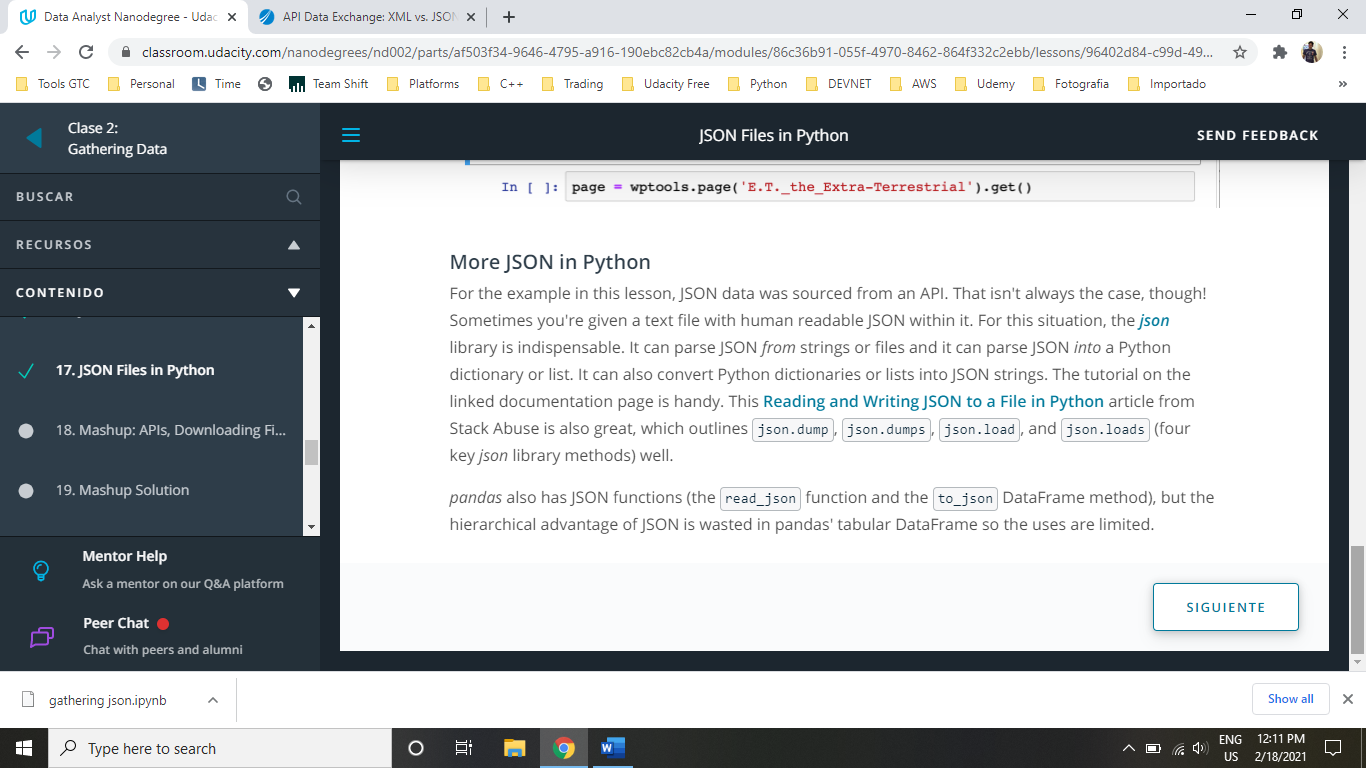 Data Analyst Nanodegree - Udac
API Data Exchange: XML vs. JSON
classroom.udacity.com/nanodegrees/nd002/parts/af503f34-9646-4795-a916-190ebc82cb4a/modules/86c36b91-055f-4970-8462-864f332c2ebb/lessons/96402d84-c99d-49...
Tools GTC
Personal
Time
Team Shift
Platforms
C++
Trading
Udacity Free
Python
DEVNET
AWS
Udemy
Fotografia
Importado
»
Clase 2:
Gathering Data
JSON Files in Python
SEND FEEDBACK
BUSCAR
RECURSOS
CONTENIDO
17. JSON Files in Python
18. Mashup: APIs, Downloading Fi...
19. Mashup Solution
Mentor Help
Ask a mentor on our Q&A platform
Peer Chat
Chat with peers and alumni
In [ ]: page = wptools.page('E.T._the_Extra-Terrestrial').get()
More JSON in Python
For the example in this lesson, JSON data was sourced from an API. That isn't always the case, though!
Sometimes you're given a text file with human readable JSON within it. For this situation, the json
library is indispensable. It can parse JSON from strings or files and it can parse JSON into a Python
dictionary or list. It can also convert Python dictionaries or lists into JSON strings. The tutorial on the
linked documentation page is handy. This Reading and Writing JSON to a File in Python article from
Stack Abuse is also great, which outlines json.dump, json.dumps, json.load, and json.loads (four
key json library methods) well.
pandas also has JSON functions (the read_json function and the to_json DataFrame method), but the
hierarchical advantage of JSON is wasted in pandas' tabular DataFrame so the uses are limited.
SIGUIENTE
gathering json.ipynb
Show all
Type here to search
ENG
US
12:11 PM
2/18/2021